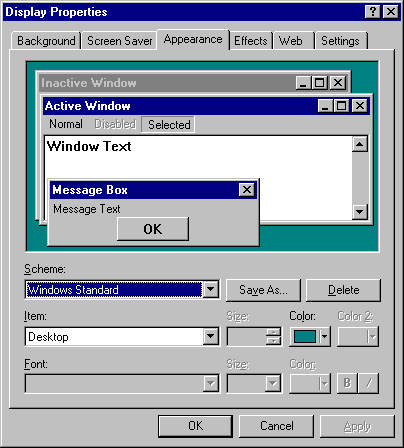 Display Properties
Background Screen Saver Appearance Effects Web Settings
Inactive Window
Active Window
Normal Disabled Selected
Window Text
Message Box
Message Text
OK
Scheme:
Windows Standard Save As... Delete
Item: Size: Color: Color 2:
Desktop
Font: Size: Color:
B /
OK Cancel Apply